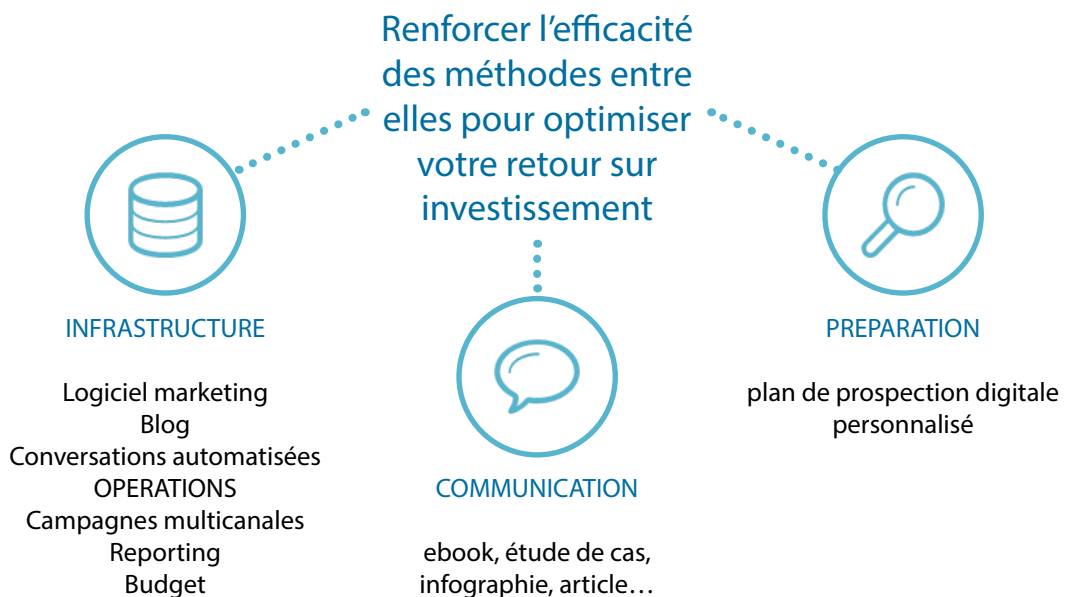 Renforcer l’efficacité
des méthodes entre
elles pour optimiser
votre retour sur
investissement
INFRASTRUCTURE
Logiciel marketing
Blog
Conversations automatisées
OPERATIONS
Campagnes multicanales
Reporting
Budget
COMMUNICATION
ebook, étude de cas,
infographie, article…
PREPARATION
plan de prospection digitale
personnalisé